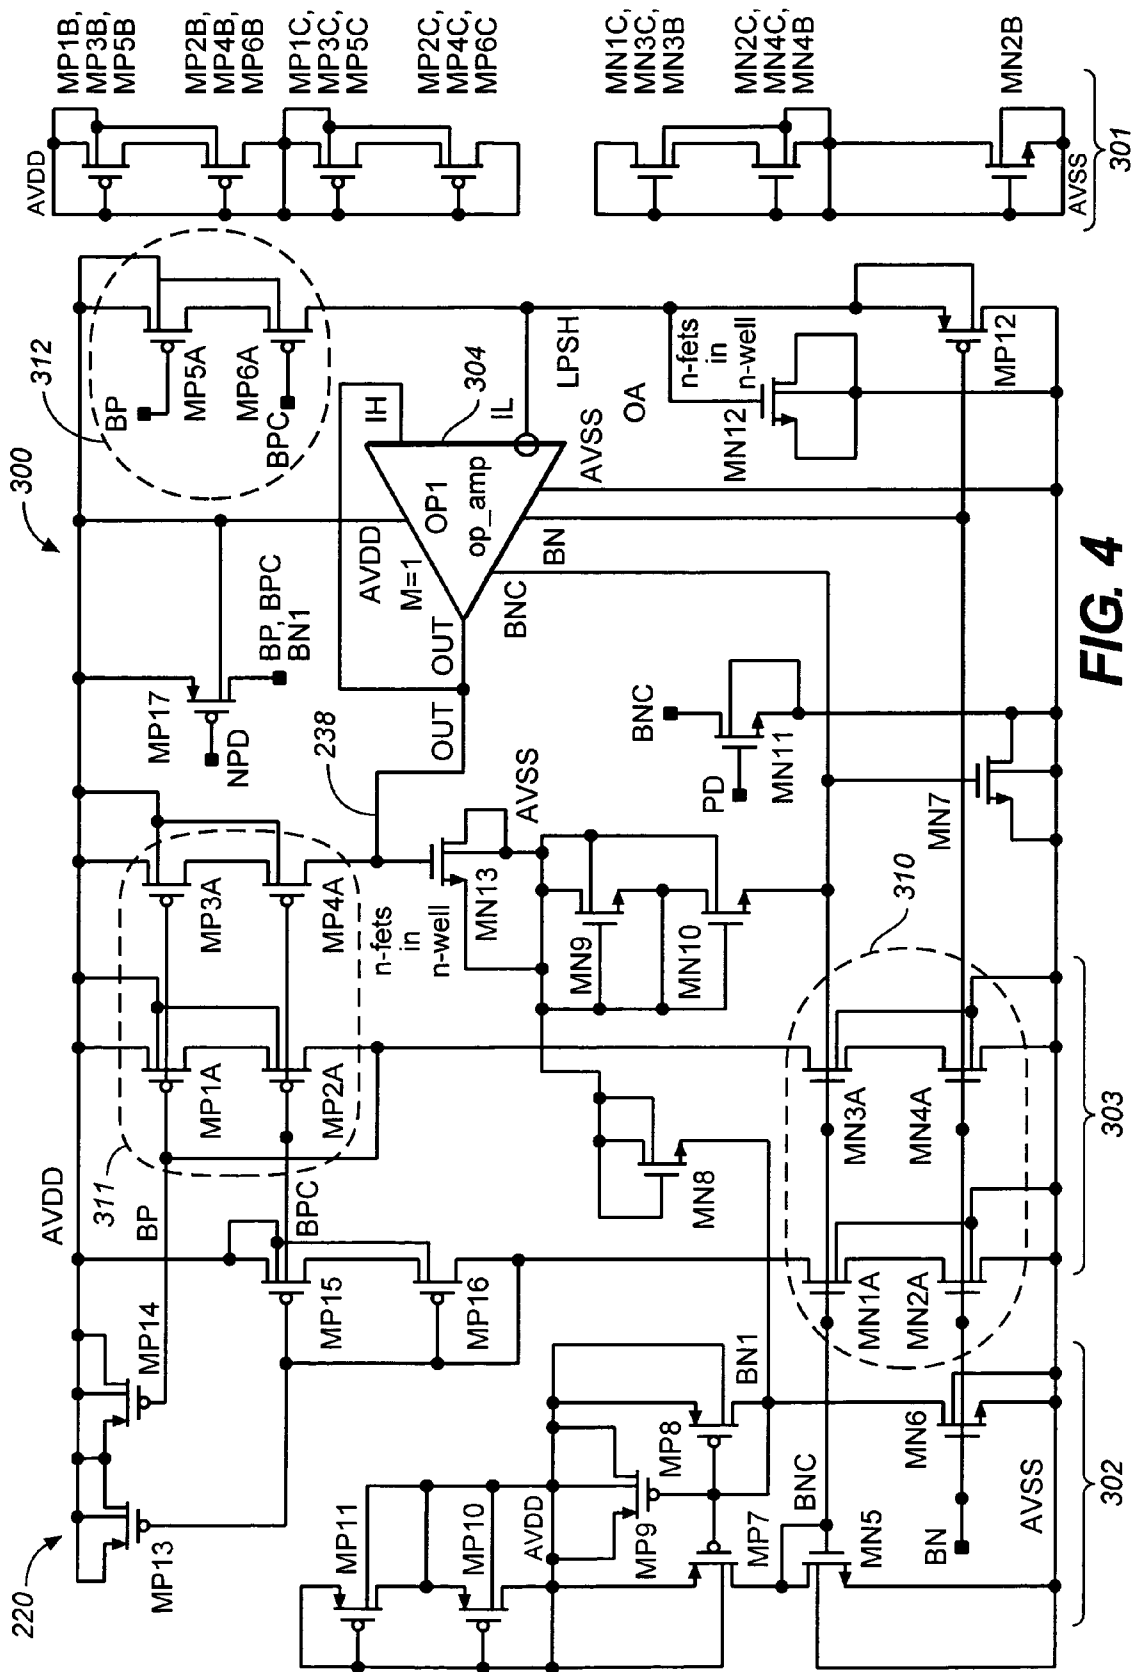 220
300
AVDD
MP13
MP14
BP
311
MP1A
MP3A
MP2A
MP4A
BPC
MP15
MP16
MP17
NPD
BP, BPC
BN1
312
BP
MP5A
MP6A
BPC
AVDD
MP1B,
MP3B,
MP5B
MP2B,
MP4B,
MP6B
MP1C,
MP3C,
MP5C
MP2C,
MP4C,
MP6C
MN1C,
MN3C,
MN3B
MN2C,
MN4C,
MN4B
MN2B
AVSS
301
238
OUT
OUT
AVDD
M=1
OP1
op_amp
IH
IL
304
LPSH
AVSS
BN
BNC
OA
n-fets
in
n-well
MN12
MP12
n-fets
in
n-well
MN13
AVSS
MN9
MN10
MN8
BNC
PD
MN11
MN7
310
MP11
MP10
AVDD
MP9
MP8
MP7
BN1
BNC
MN5
MN6
BN
AVSS
MN1A
MN2A
MN3A
MN4A
302
303
FIG. 4